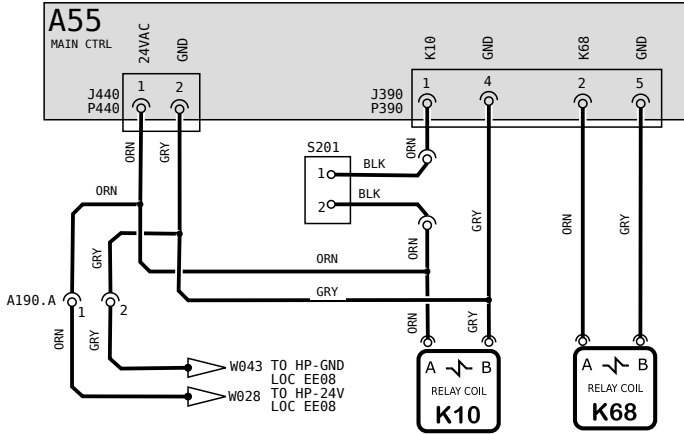 A55
MAIN CTRL
24VAC
GND
K10
GND
K68
GND
J440
P440
1
2
J390
P390
1
4
2
5
ORN
GRY
S201
1
2
BLK
BLK
ORN
ORN
GRY
ORN
GRY
ORN
GRY
ORN
GRY
A190.A
1
2
ORN
GRY
ORN
GRY
W043 TO HP-GND
LOC EE08
W028 TO HP-24V
LOC EE08
A B
RELAY COIL
K10
A B
RELAY COIL
K68